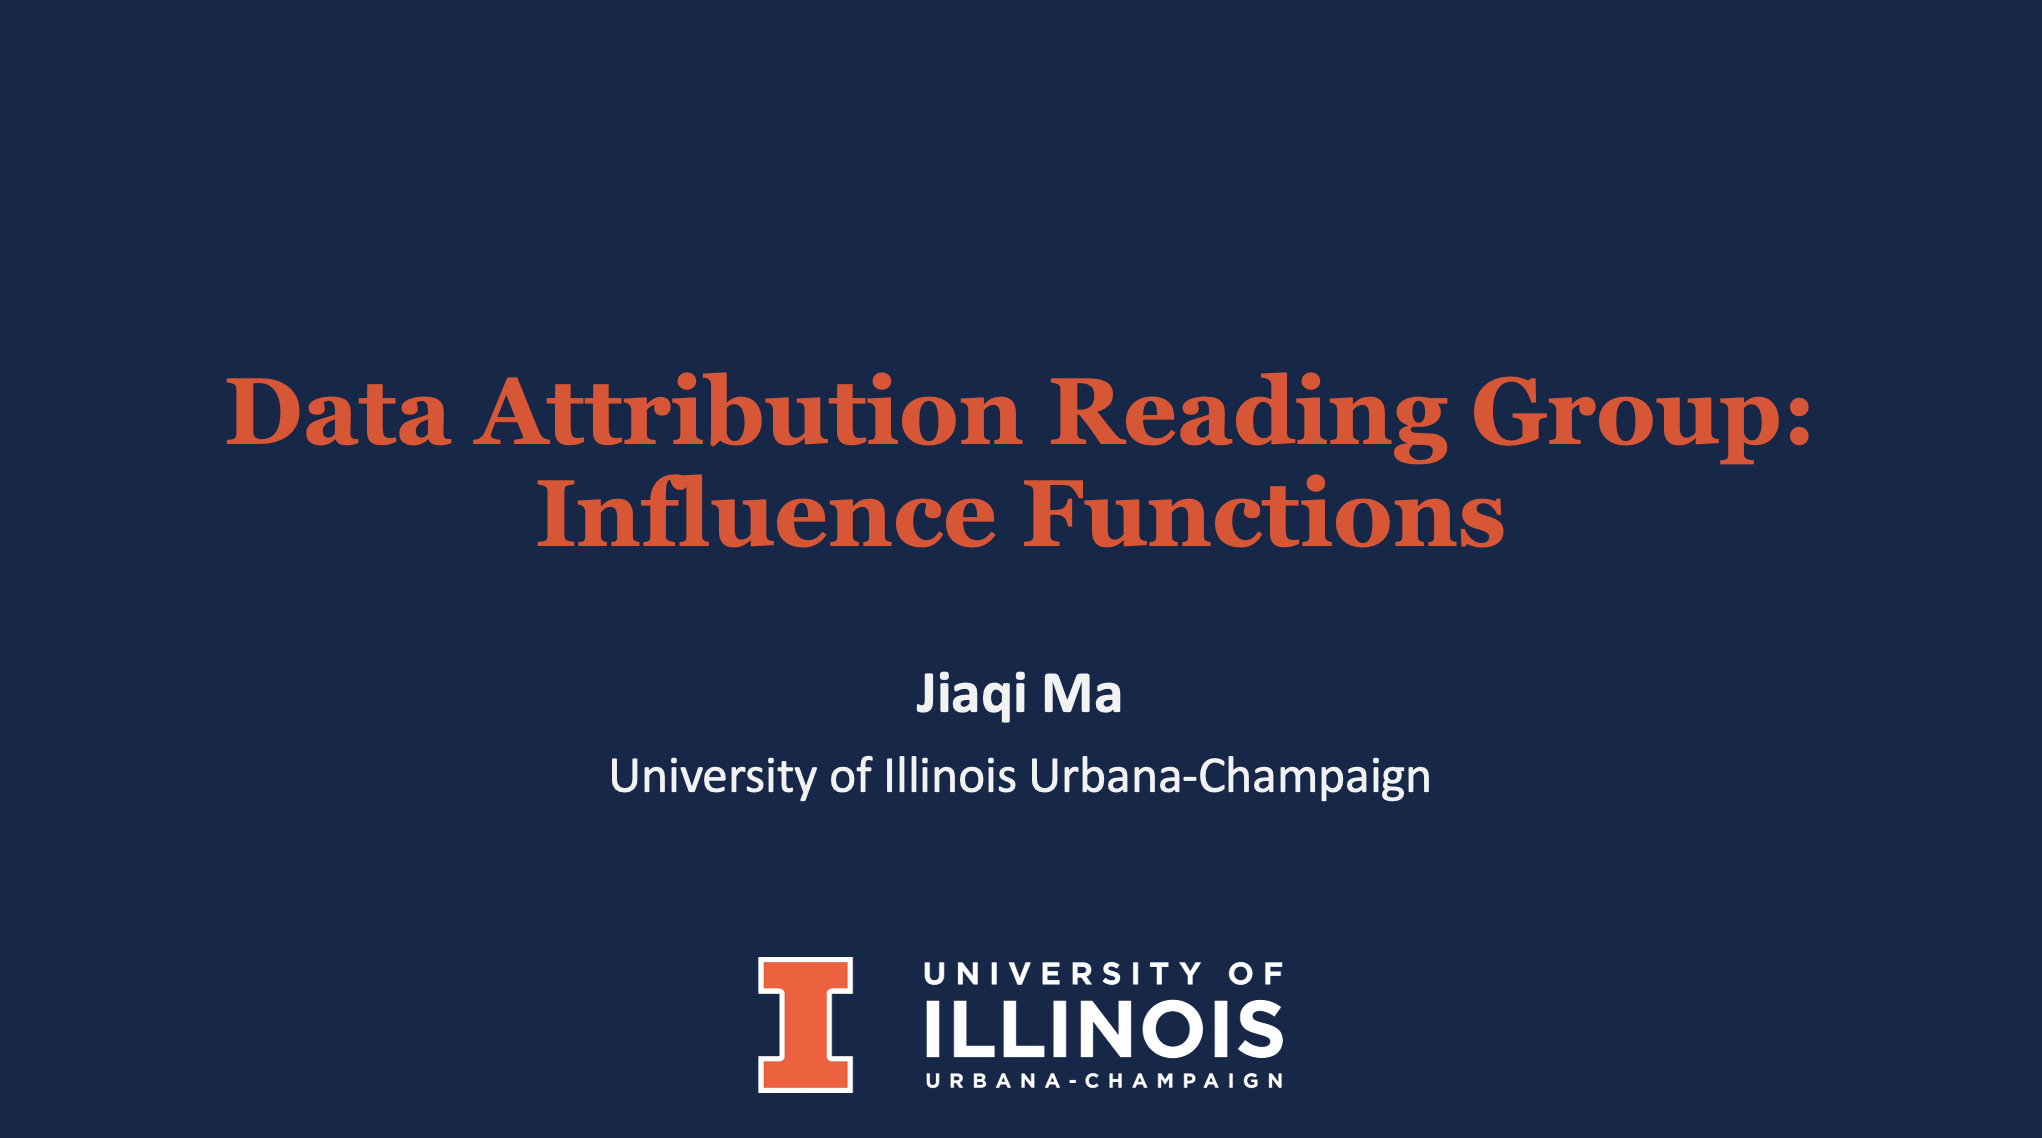 Data Attribution Reading Group:
Influence Functions
Jiaqi Ma
University of Illinois Urbana-Champaign
UNIVERSITY OF
ILLINOIS
URBANA-CHAMPAIGN